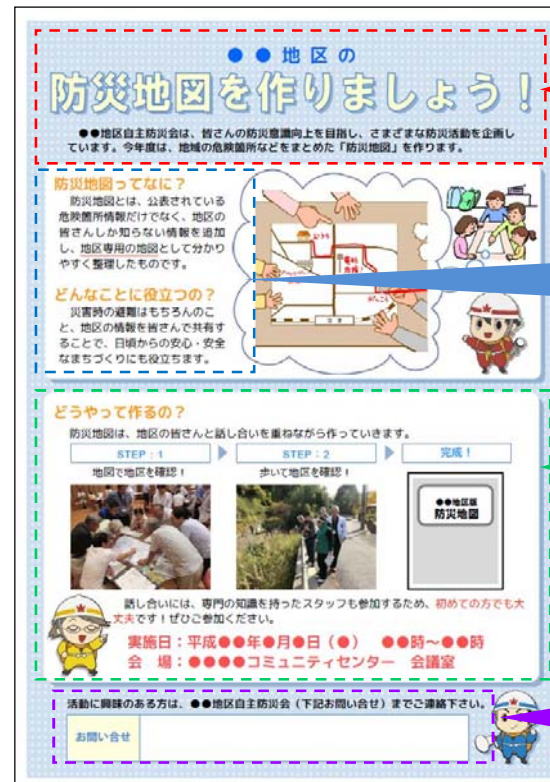 ●●地区の
防災地図を作りましょう！
●●地区自主防災会は、皆さんの防災意識向上を目指し、さまざまな防災活動を企画し
ています。今年度は、地域の危険箇所などをまとめた「防災地図」を作ります。
防災地図ってなに？
防災地図とは、公表されている
危険箇所情報だけでなく、地区の
皆さんしか知らない情報を追加
し、地区専用の地図として分かり
やすく整理したものです。
どんなことに役立つの？
災害時の避難はもちろんのこ
と、地区の情報を皆さんで共有す
ることで、日頃からの安心・安全
なまちづくりにも役立ちます。
どうやって作るの？
防災地図は、地区の皆さんと話し合いを重ねながら作っていきます。
STEP：1
STEP：2
完成！
地図で地区を確認！
歩いて地区を確認！
●●地区版
防災地図
話し合いには、専門の知識を持ったスタッフも参加するため、初めての方でも大
丈夫です！ぜひご参加ください。
実施日：平成●●年●月●日（●） ●●時～●●時
会 場：●●●●コミュニティセンター 会議室
活動に興味のある方は、●●地区自主防災会（下記お問い合せ）までご連絡下さい。
お問い合せ